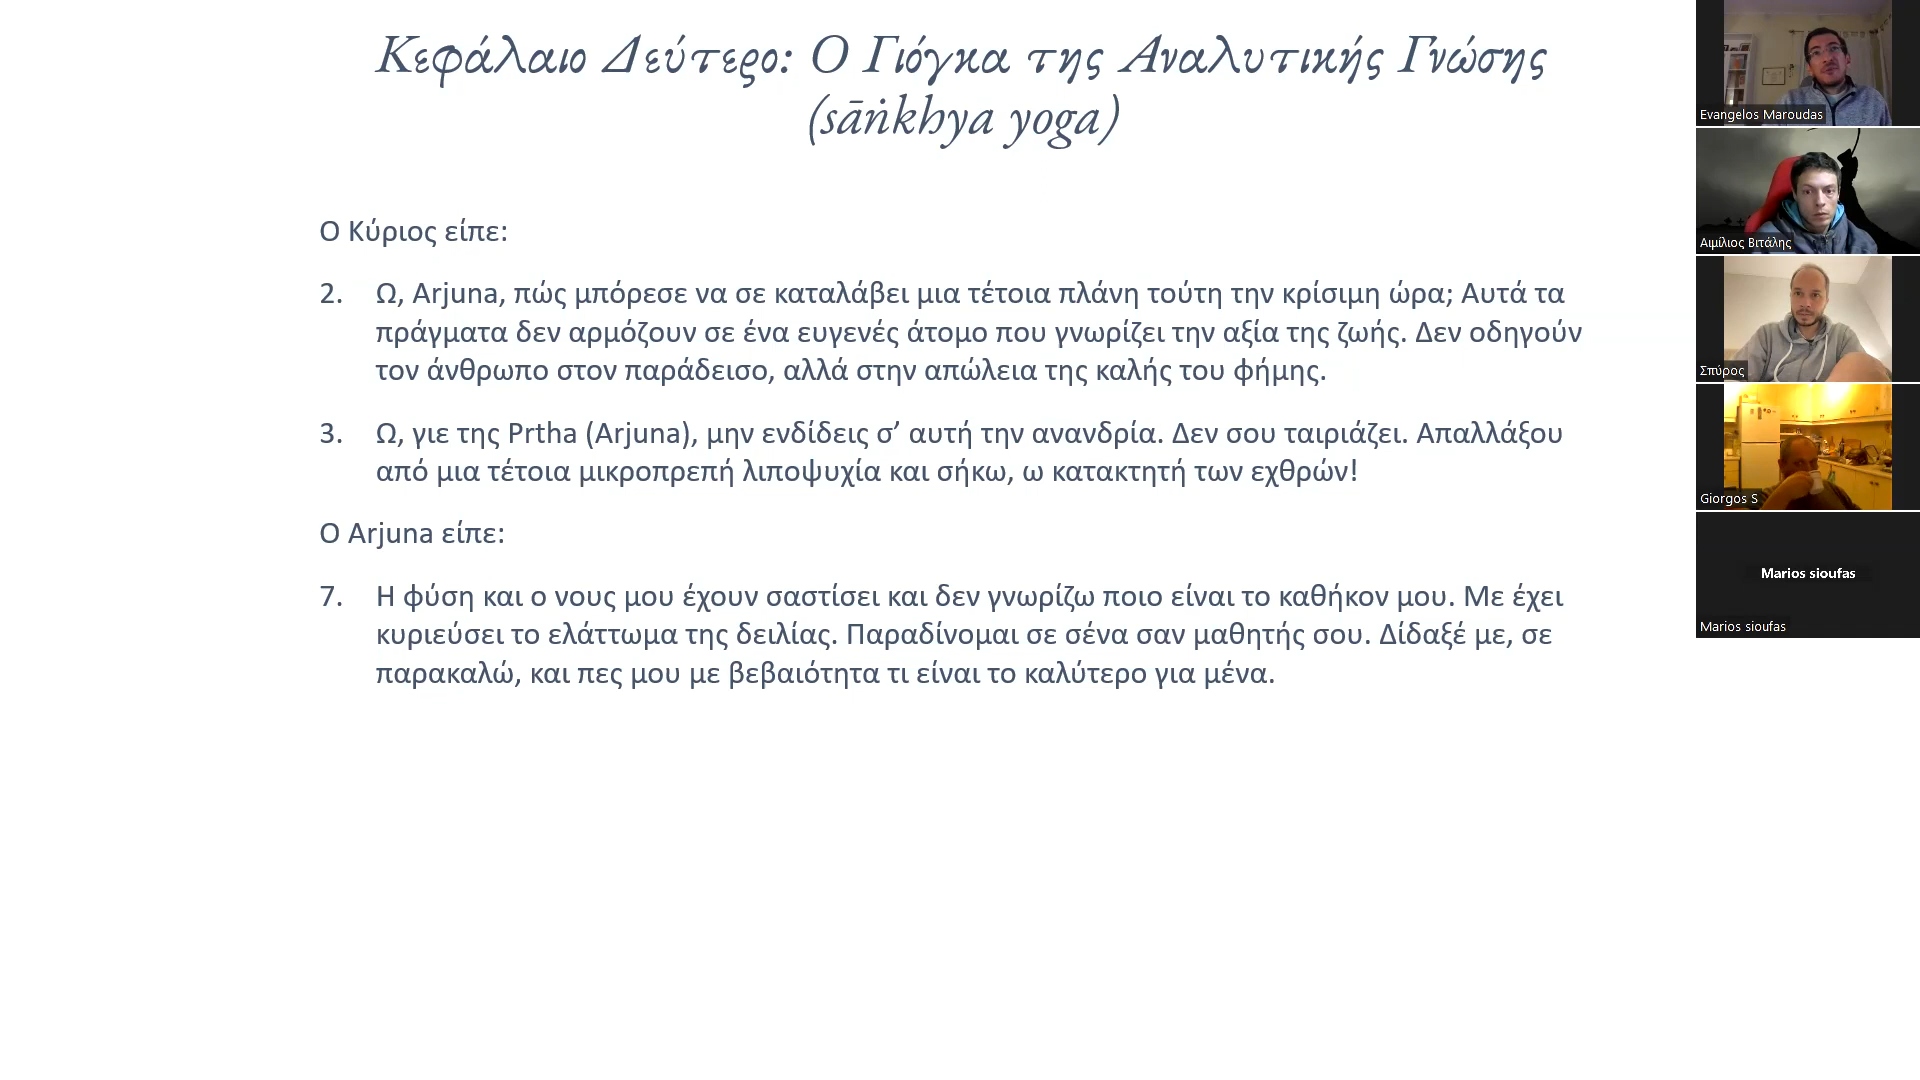 Κεφάλαιο Δεύτερο: Ο Γιόγκα της Αναλυτικής Γνώσης
(sāṅkhya yoga)
Ο Κύριος είπε:
2. Ω, Arjuna, πώς μπόρεσε να σε καταλάβει μια τέτοια πλάνη τούτη την κρίσιμη ώρα; Αυτά τα
πράγματα δεν αρμόζουν σε ένα ευγενές άτομο που γνωρίζει την αξία της ζωής. Δεν οδηγούν
τον άνθρωπο στον παράδεισο, αλλά στην απώλεια της καλής του φήμης.
3. Ω, γιε της Prtha (Arjuna), μην ενδίδεις σ’ αυτή την ανανδρία. Δεν σου ταιριάζει. Απαλλάξου
από μια τέτοια μικροπρεπή λιποψυχία και σήκω, ω κατακτητή των εχθρών!
Ο Arjuna είπε:
7. Η φύση και ο νους μου έχουν σαστίσει και δεν γνωρίζω ποιο είναι το καθήκον μου. Με έχει
κυριεύσει το ελάττωμα της δειλίας. Παραδίνομαι σε σένα σαν μαθητής σου. Δίδαξέ με, σε
παρακαλώ, και πες μου με βεβαιότητα τι είναι το καλύτερο για μένα.
Evangelos Maroudas
Αιμίλιος Βιτάλης
Σπύρος
Giorgos S
Marios sioufas
Marios sioufas